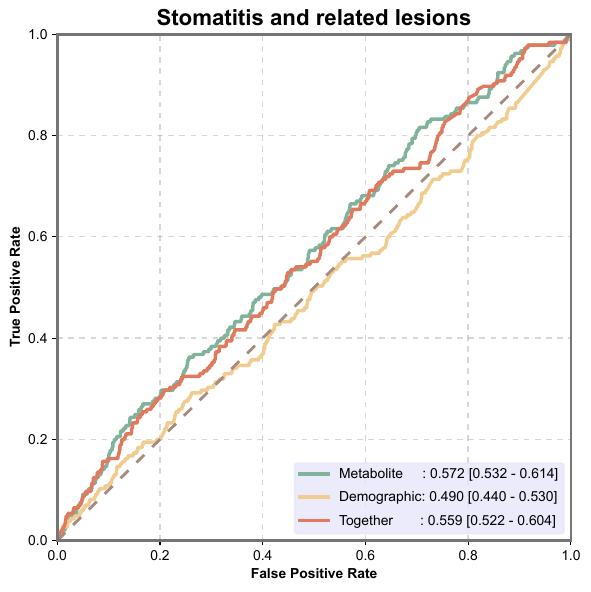 Stomatitis and related lesions
1.0
0.8
0.6
0.4
0.2
0.0
True Positive Rate
Metabolite : 0.572 [0.532 - 0.614]
Demographic: 0.490 [0.440 - 0.530]
Together : 0.559 [0.522 - 0.604]
0.0 0.2 0.4 0.6 0.8 1.0
False Positive Rate